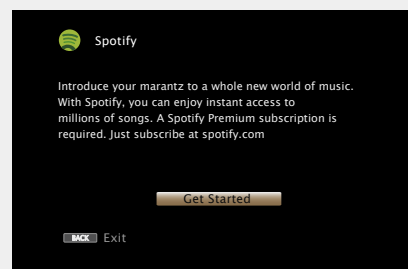 Spotify
Introduce your marantz to a whole new world of music.
With Spotify, you can enjoy instant access to
millions of songs. A Spotify Premium subscription is
required. Just subscribe at spotify.com
Get Started
BACK Exit